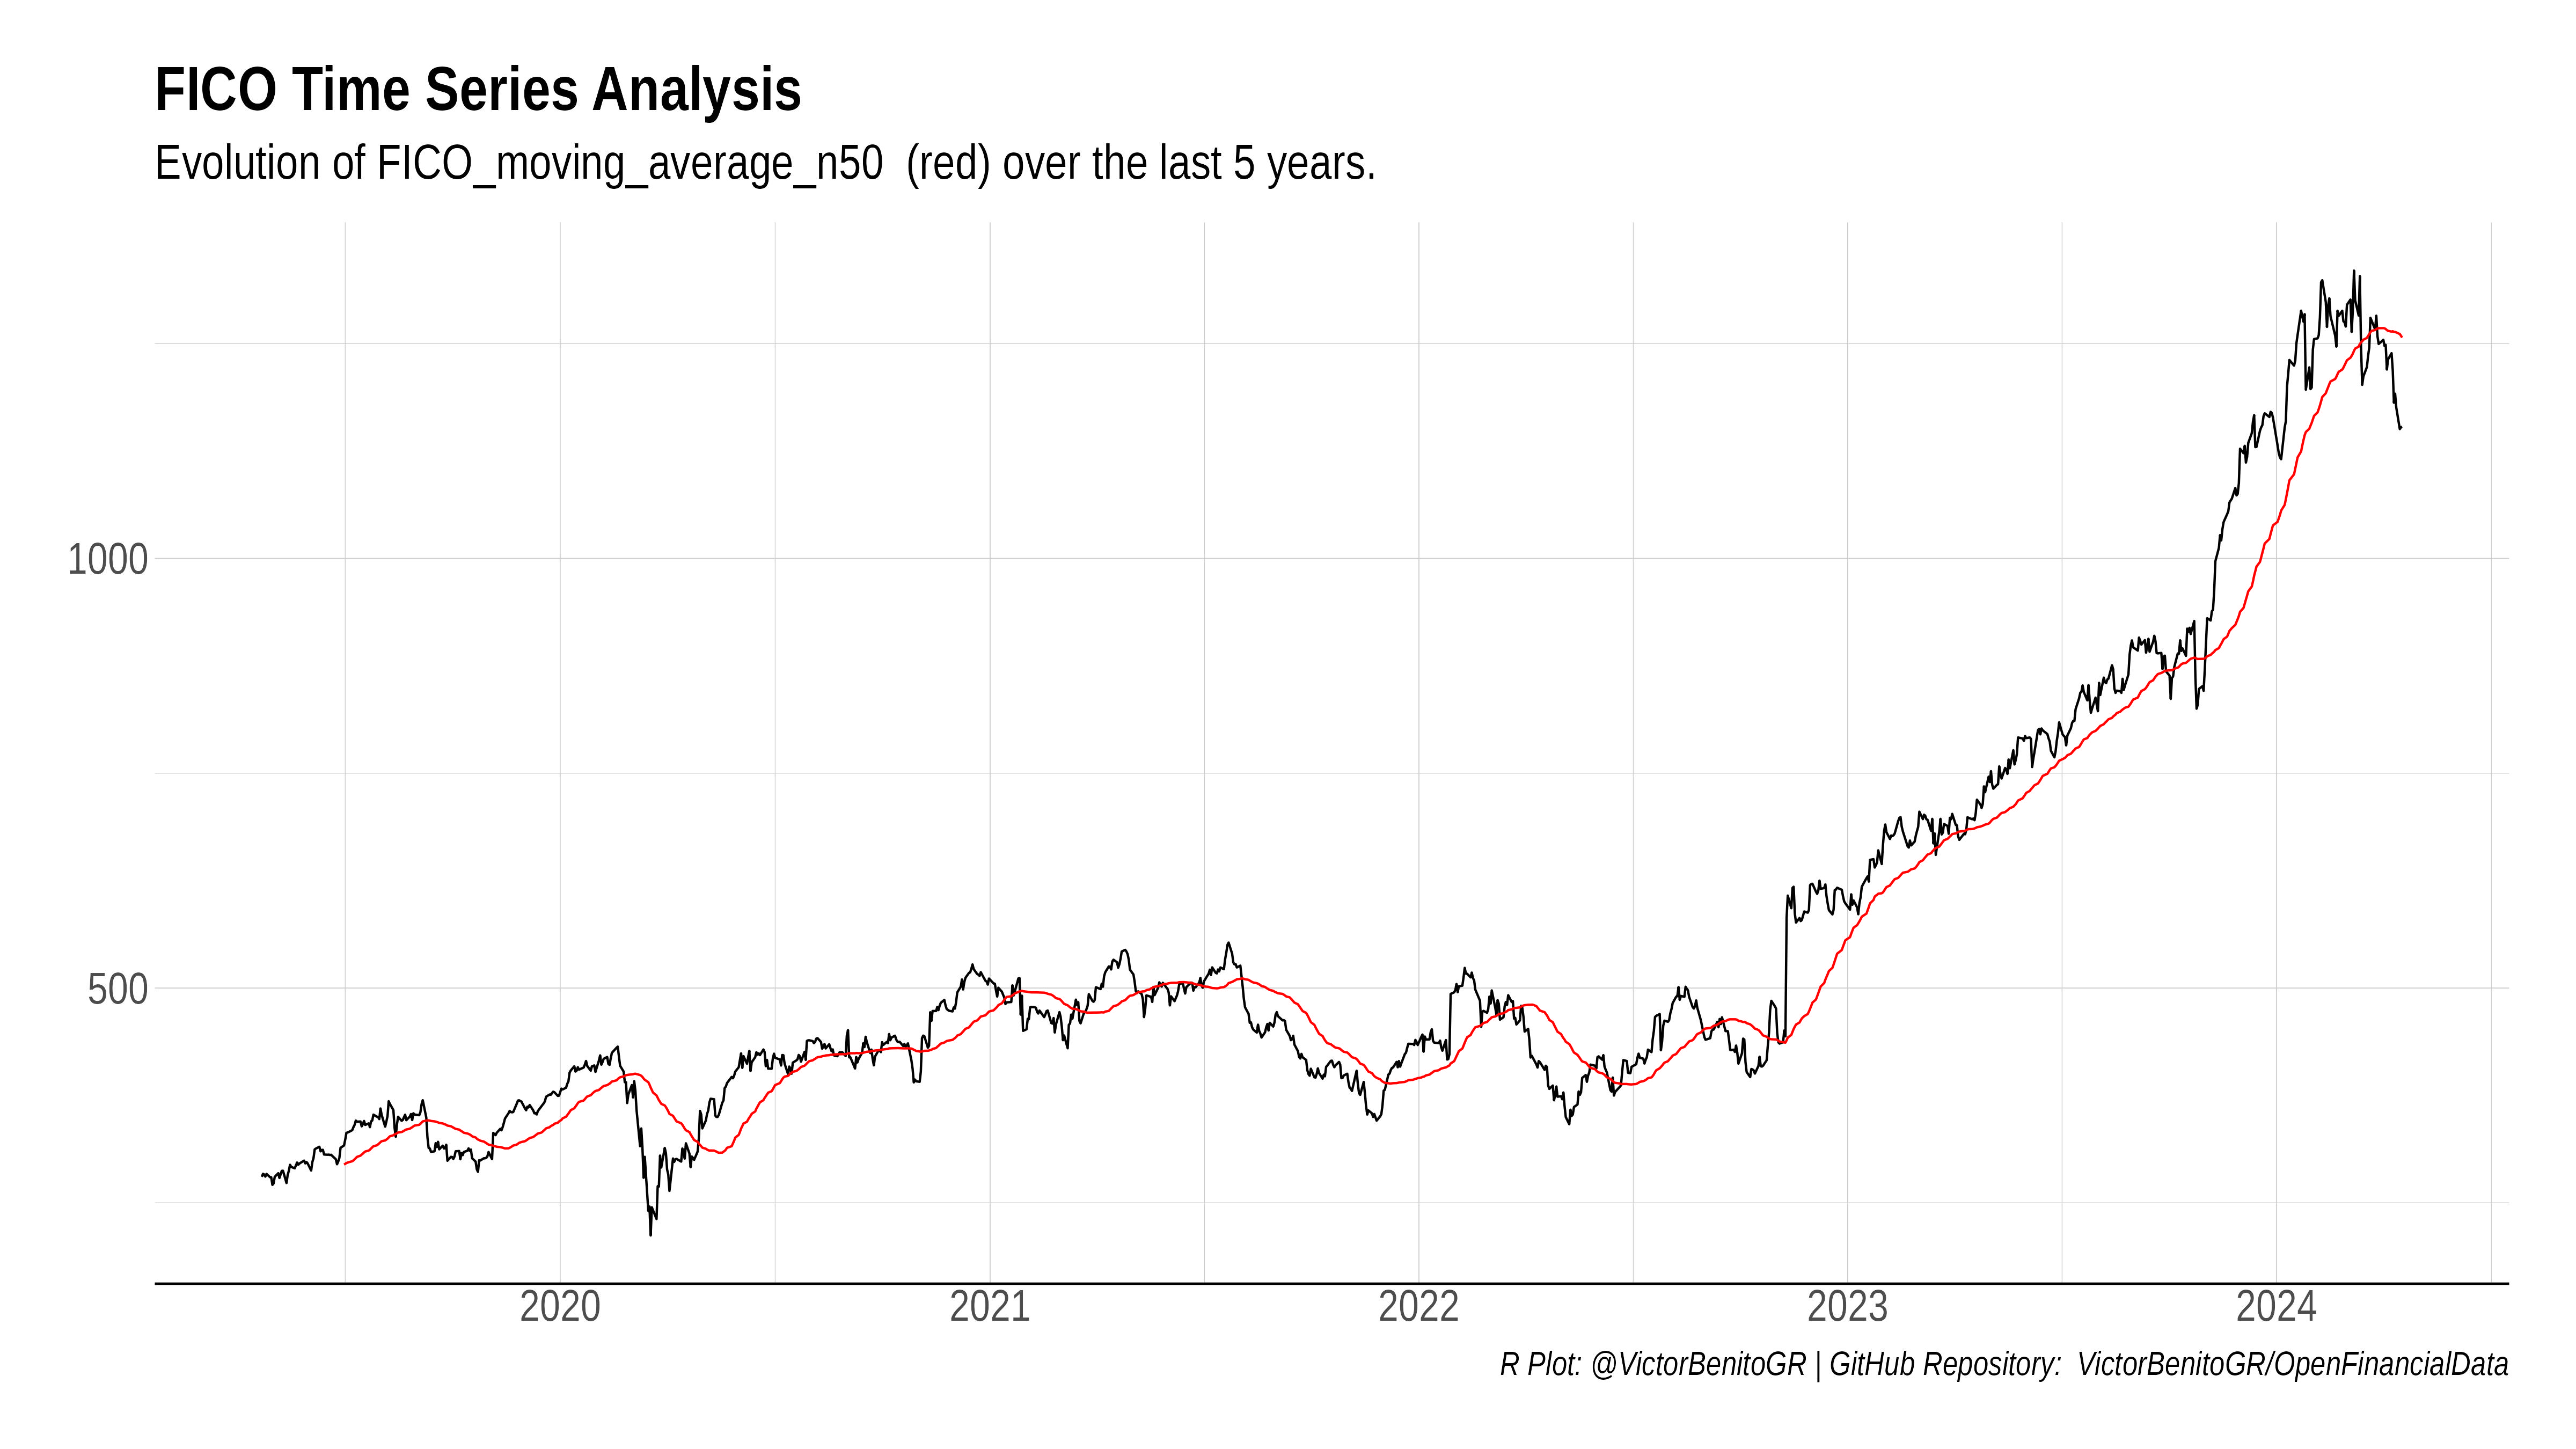 FICO Time Series Analysis
Evolution of FICO_moving_average_n50  (red) over the last 5 years.
1000
500
2020 2021 2022 2023 2024
R Plot: @VictorBenitoGR | GitHub Repository:  VictorBenitoGR/OpenFinancialData